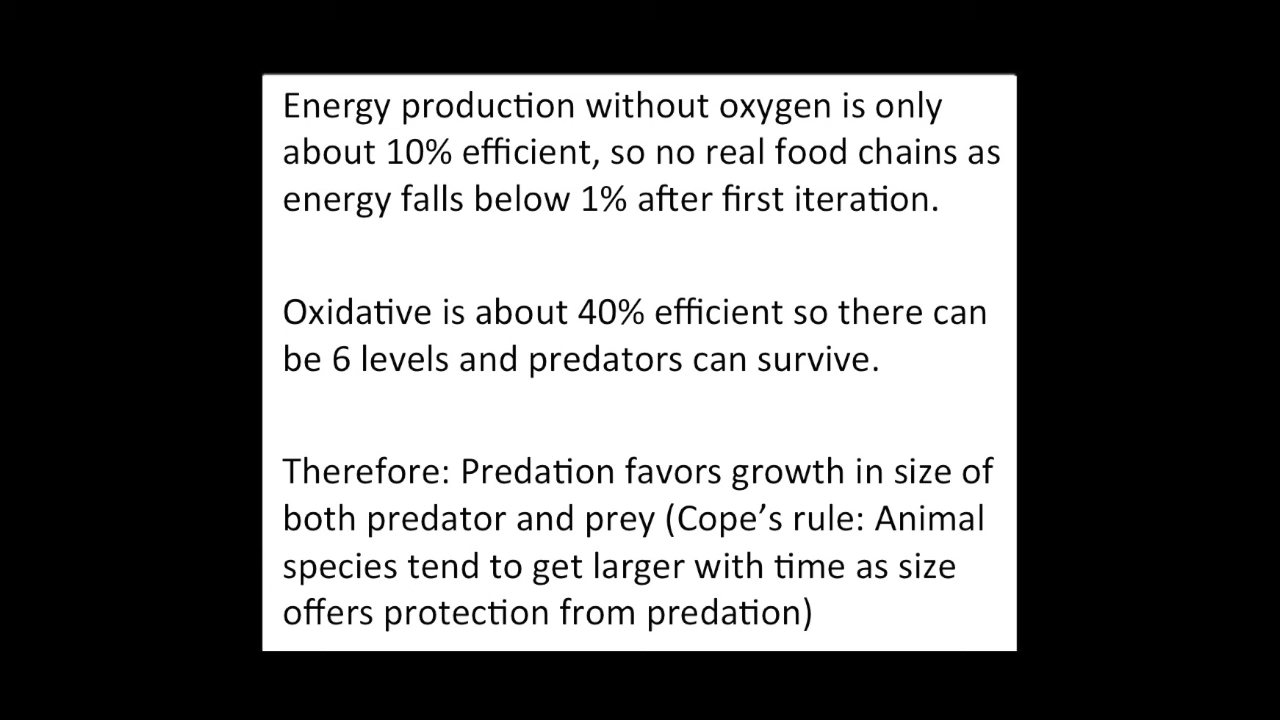 Energy production without oxygen is only
about 10% efficient, so no real food chains as
energy falls below 1% after first iteration.
Oxidative is about 40% efficient so there can
be 6 levels and predators can survive.
Therefore: Predation favors growth in size of
both predator and prey (Cope’s rule: Animal
species tend to get larger with time as size
offers protection from predation)